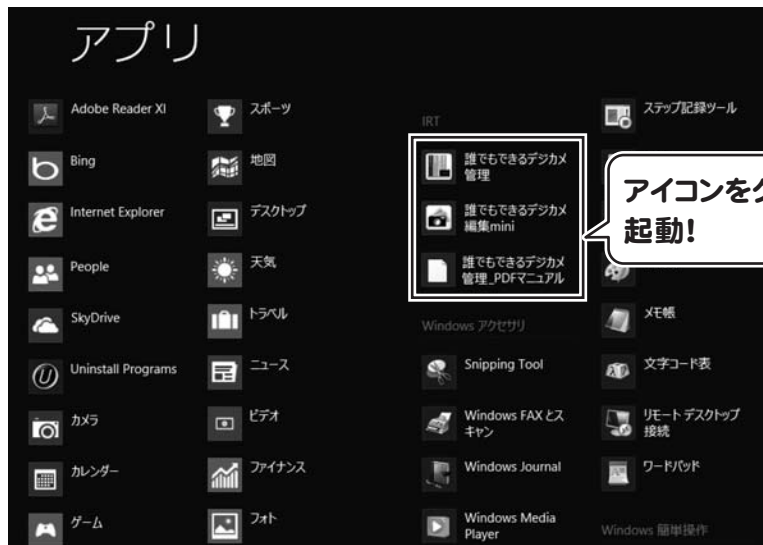 アプリ
Adobe Reader XI
Bing
Internet Explorer
People
SkyDrive
Uninstall Programs
カメラ
カレンダー
ゲーム
スポーツ
地図
デスクトップ
天気
トラベル
ニュース
ビデオ
ファイナンス
フォト
IRT
誰でもできるデジカメ
管理
誰でもできるデジカメ
編集mini
誰でもできるデジカメ
管理_PDFマニュアル
Windows アクセサリ
Snipping Tool
Windows FAX とス
キャン
Windows Journal
Windows Media
Player
ステップ記録ツール
アイコンをク
起動!
メモ帳
文字コード表
リモート デスクトップ
接続
ワードパッド
Windows 簡単操作